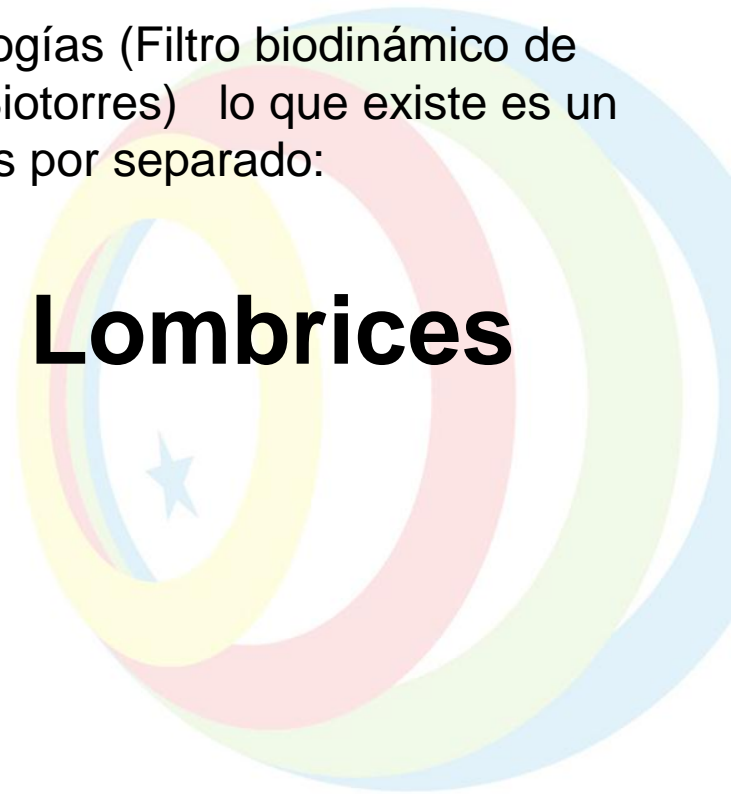 ogías (Filtro biodinámico de
iotorres) lo que existe es un
s por separado:
Lombrices